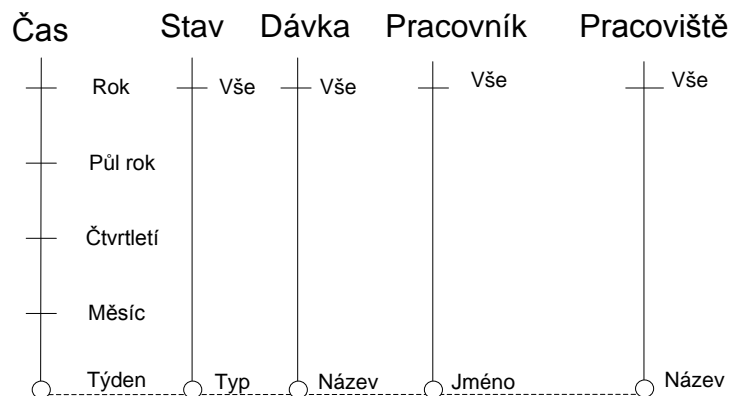 Čas Stav Dávka Pracovník Pracoviště
Rok Vše Vše Vše Vše
Půl rok
Čtvrtletí
Měsíc
Týden Typ Název Jméno Název